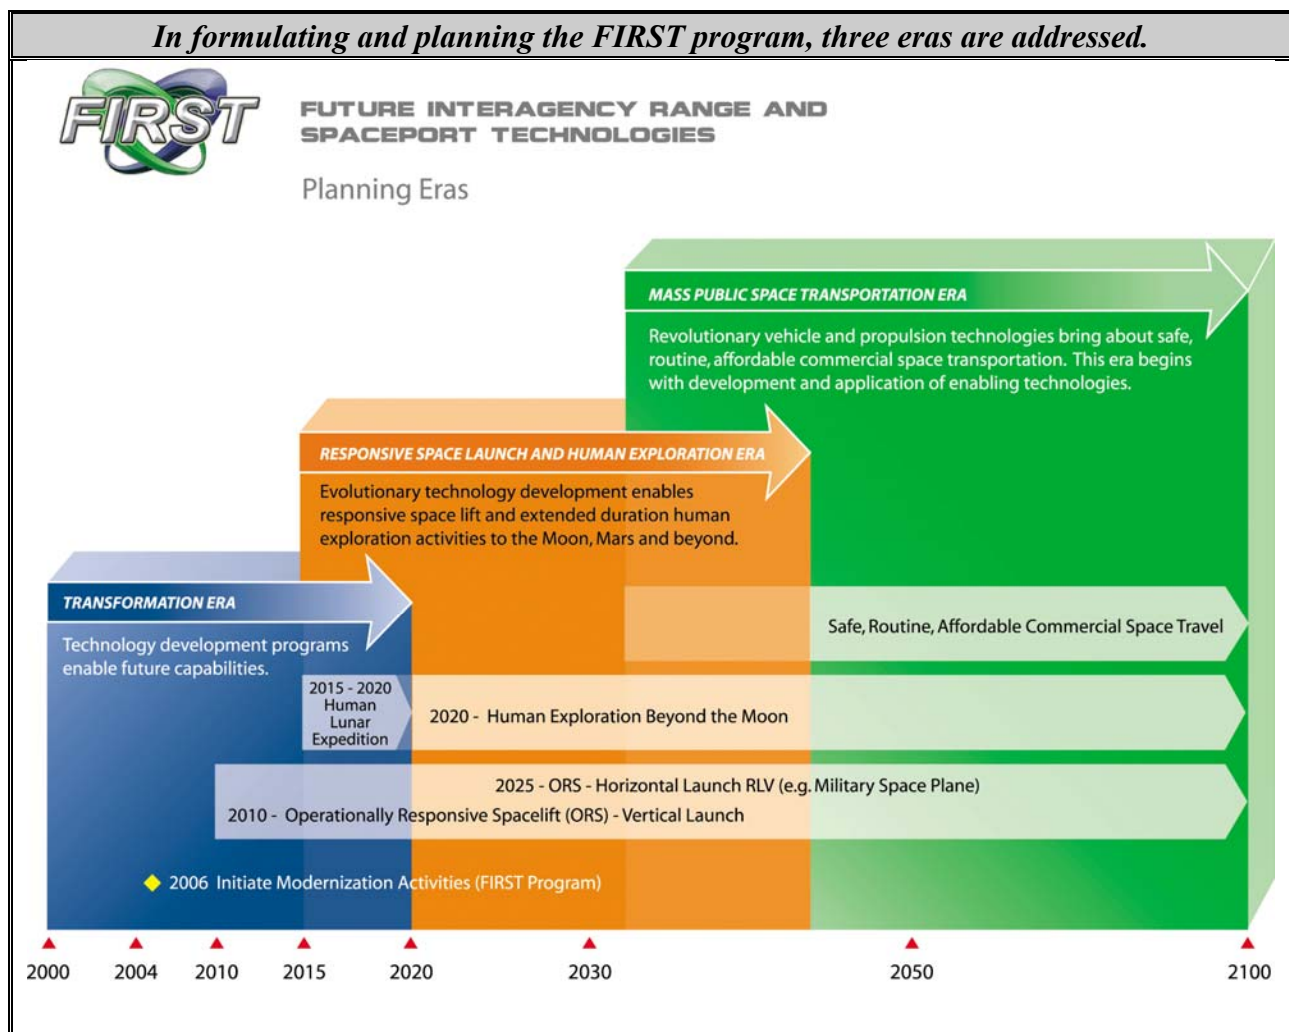 In formulating and planning the FIRST program, three eras are addressed.
FIRST
FUTURE INTERAGENCY RANGE AND
SPACEPORT TECHNOLOGIES
Planning Eras
MASS PUBLIC SPACE TRANSPORTATION ERA
Revolutionary vehicle and propulsion technologies bring about safe,
routine, affordable commercial space transportation. This era begins
with development and application of enabling technologies.
RESPONSIVE SPACE LAUNCH AND HUMAN EXPLORATION ERA
Evolutionary technology development enables
responsive space lift and extended duration human
exploration activities to the Moon, Mars and beyond.
TRANSFORMATION ERA
Technology development programs
enable future capabilities.
Safe, Routine, Affordable Commercial Space Travel
2015 - 2020
Human
Lunar
Expedition
2020 - Human Exploration Beyond the Moon
2025 - ORS - Horizontal Launch RLV (e.g. Military Space Plane)
2010 - Operationally Responsive Spacelift (ORS) - Vertical Launch
2006 Initiate Modernization Activities (FIRST Program)
2000 2004 2010 2015 2020 2030 2050 2100